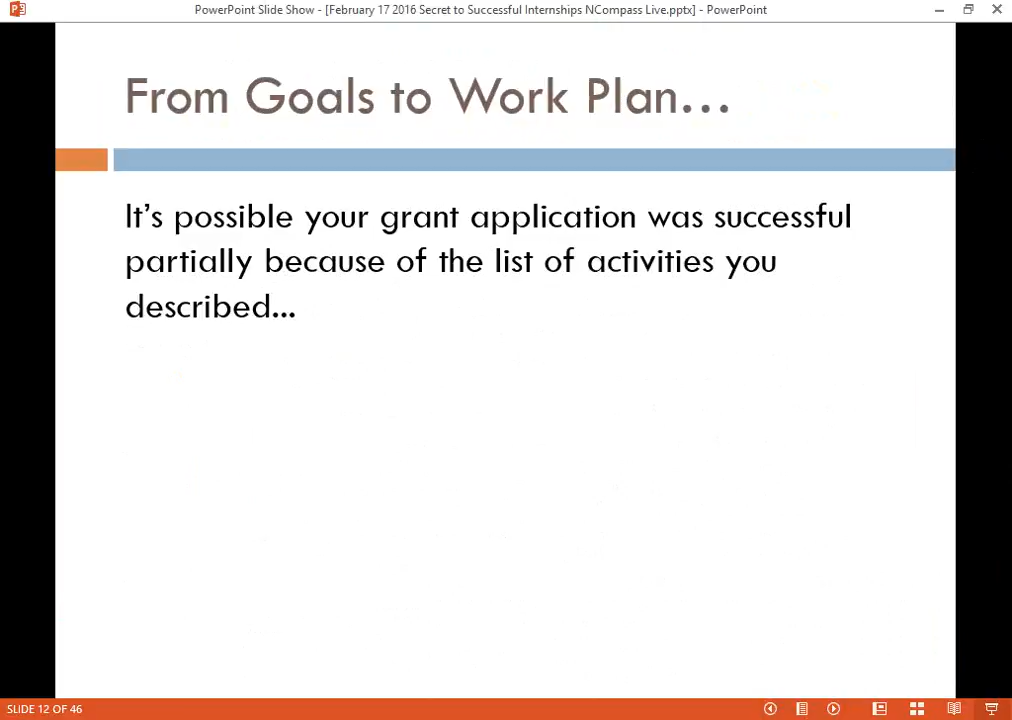 PowerPoint Slide Show - [February 17 2016 Secret to Successful Internships NCompass Live.pptx] - PowerPoint
From Goals to Work Plan...
It's possible your grant application was successful
partially because of the list of activities you
described...
SLIDE 12 OF 46